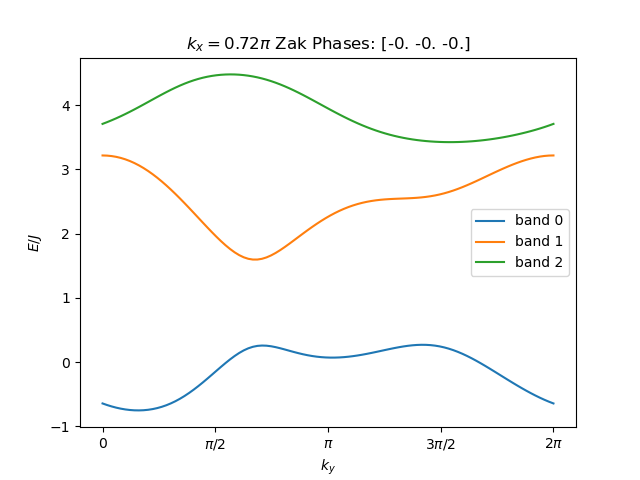 $k_x = 0.72\pi$ Zak Phases: [-0. -0. -0.]
E/J
4
3
2
1
0
−1
band 0
band 1
band 2
0
π/2
π
3π/2
2π
$k_y$